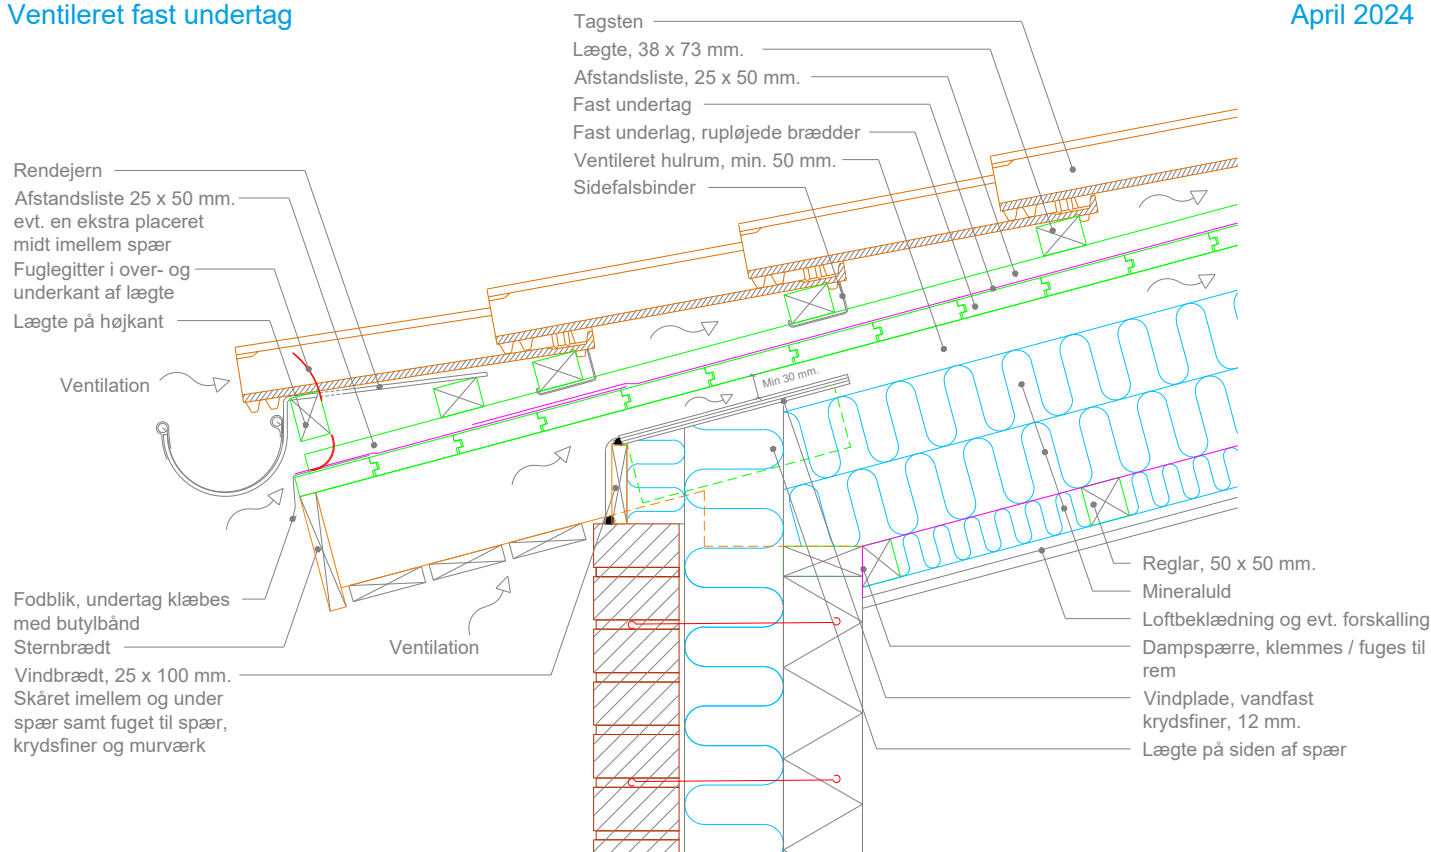 Ventileret fast undertag
April 2024
Tagsten
Lægte, 38 x 73 mm.
Afstandsliste, 25 x 50 mm.
Fast undertag
Fast underlag, rupløjede brædder
Ventileret hulrum, min. 50 mm.
Sidefalsbinder
Rendejern
Afstandsliste 25 x 50 mm.
evt. en ekstra placeret
midt imellem spær
Fuglegitter i over- og
underkant af lægte
Lægte på højkant
Ventilation
Min 30 mm.
Fodblik, undertag klæbes
med butylbånd
Sternbrædt
Vindbrædt, 25 x 100 mm.
Skåret imellem og under
spær samt fuget til spær,
krydsfiner og murværk
Ventilation
Reglar, 50 x 50 mm.
Mineraluld
Loftbeklædning og evt. forskalling
Dampspærre, klemmes / fuges til
rem
Vindplade, vandfast
krydsfiner, 12 mm.
Lægte på siden af spær